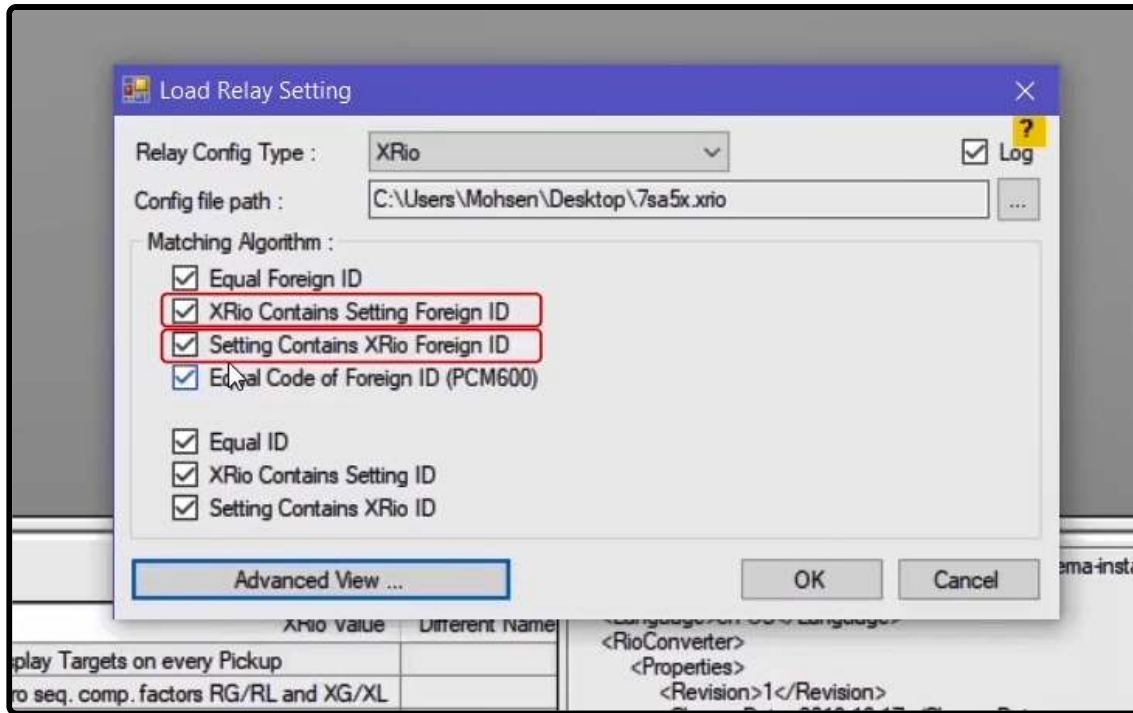 Load Relay Setting
?
Relay Config Type : XRio Log
Config file path : C:\Users\Mohsen\Desktop\7sa5x.xrio ...
Matching Algorithm :
Equal Foreign ID
XRio Contains Setting Foreign ID
Setting Contains XRio Foreign ID
Equal Code of Foreign ID (PCM600)
Equal ID
XRio Contains Setting ID
Setting Contains XRio ID
Advanced View ... OK Cancel
ema-insta
XRio Value Different Name
<RioConverter>
play Targets on every Pickup
<Properties>
ro seq. comp. factors RG/RL and XG/XL
<Revision>1</Revision>